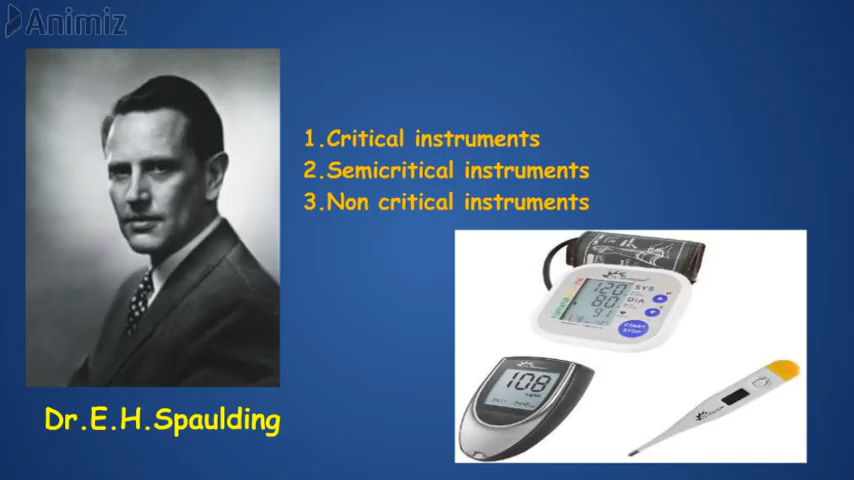 Animiz
1.Critical instruments
2.Semicritical instruments
3.Non critical instruments
120
SYS
80
DIA
91
START
STOP
108
Dr.E.H.Spaulding